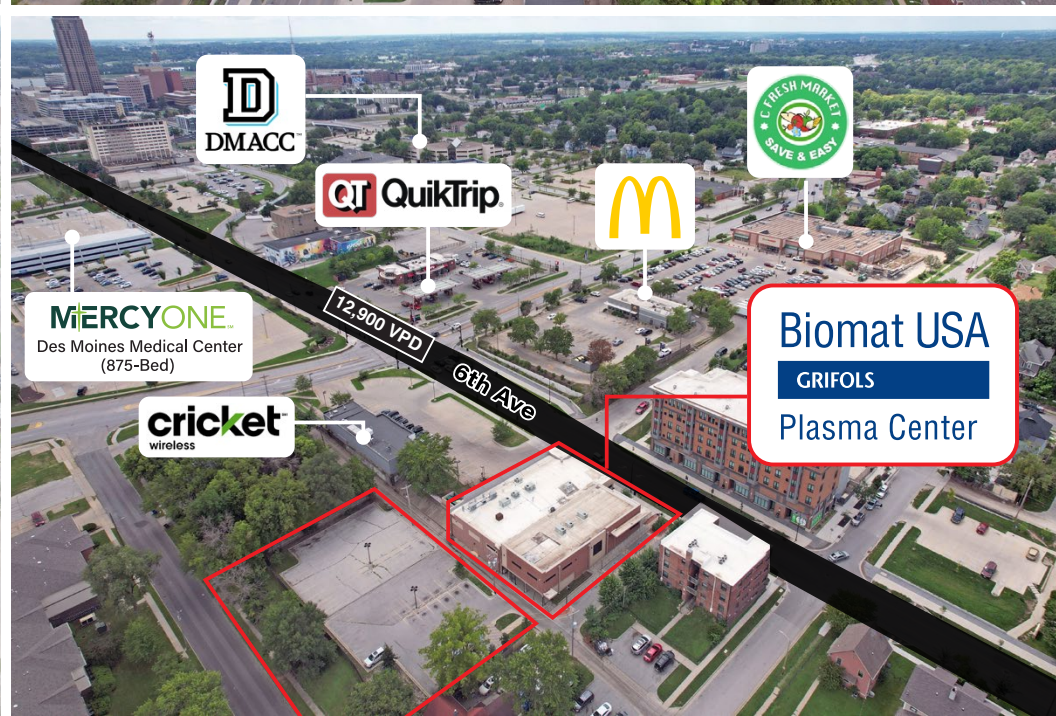 D
DMACC
QT QuikTrip
C FRESH MARKET
SAVE & EASY
MERCYONE
Des Moines Medical Center
(875-Bed)
12,900 VPD
6th Ave
cricket
wireless
Biomat USA
GRIFOLS
Plasma Center